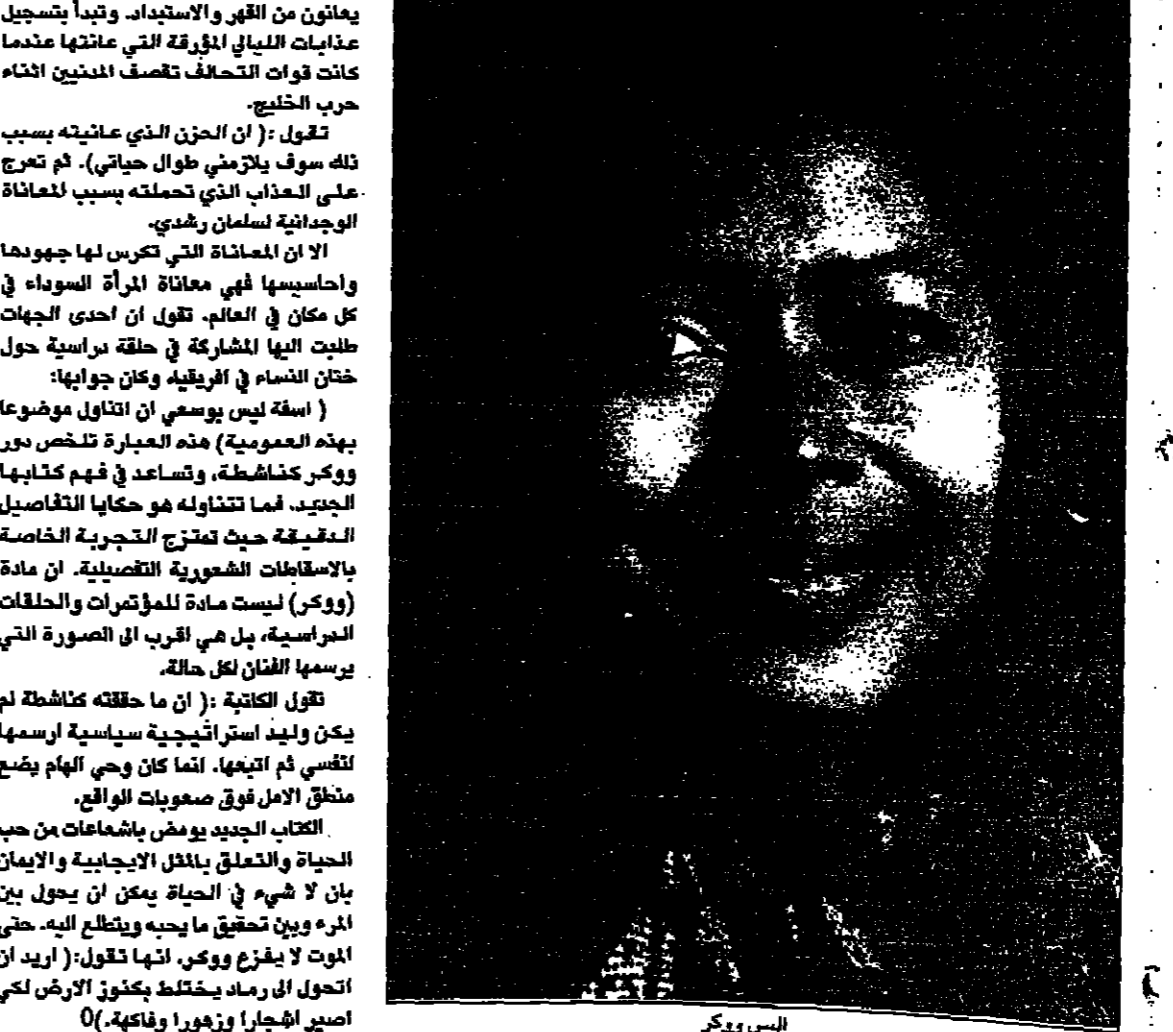 يعانون من القهر والاستبداد. وتبدأ بتسجيل
عذابات الليالي المؤرقة التي عانتها عندما
كانت قوات التحالف تقصف المدنيين اثناء
حرب الخليج.
تقول :( ان الحزن الذي عانيته بسبب
ذلك سوف يلازمني طوال حياتي). ثم تعرج
على العذاب الذي تحملته بسبب المعاناة
الوجدانية لسلمان رشدي.
الا ان المعاناة التي تكرس لها جهودها
واحاسيسها فهي معاناة المرأة السوداء في
كل مكان في العالم. تقول ان احدى الجهات
طلبت اليها المشاركة في حلقة دراسية حول
ختان النساء في افريقيا، وكان جوابها:
( اسفة ليس بوسعي ان اتناول موضوعا
بهذه العمومية) هذه العبارة تلخص دور
ووكر كناشطة، وتساعد في فهم كتابها
الجديد. فما تتناوله هو حكايا التفاصيل
الدقيقة حيث تمتزج التجربة الخاصة
بالاسقاطات الشعورية التفصيلية. ان مادة
(ووكر) ليست مادة للمؤتمرات والحلقات
الدراسية، بل هي اقرب الى الصورة التي
يرسمها الفنان لكل حالة.
تقول الكاتبة :( ان ما حققته كناشطة لم
يكن وليد استراتيجية سياسية ارسمها
لنفسي ثم اتبعها. انما كان وحي الهام يضع
منطق الامل فوق صعوبات الواقع.
الكتاب الجديد يومض باشعاعات من حب
الحياة والتعلق بالمثل الايجابية والايمان
بان لا شيء في الحياة يمكن ان يحول بين
المرء وبين تحقيق ما يحبه ويتطلع اليه. حتى
الموت لا يفزع ووكر. انها تقول:( اريد ان
اتحول الى رماد يختلط بكنوز الارض لكي
اصير اشجارا وزهورا وفاكهة.)0
السي ووكر